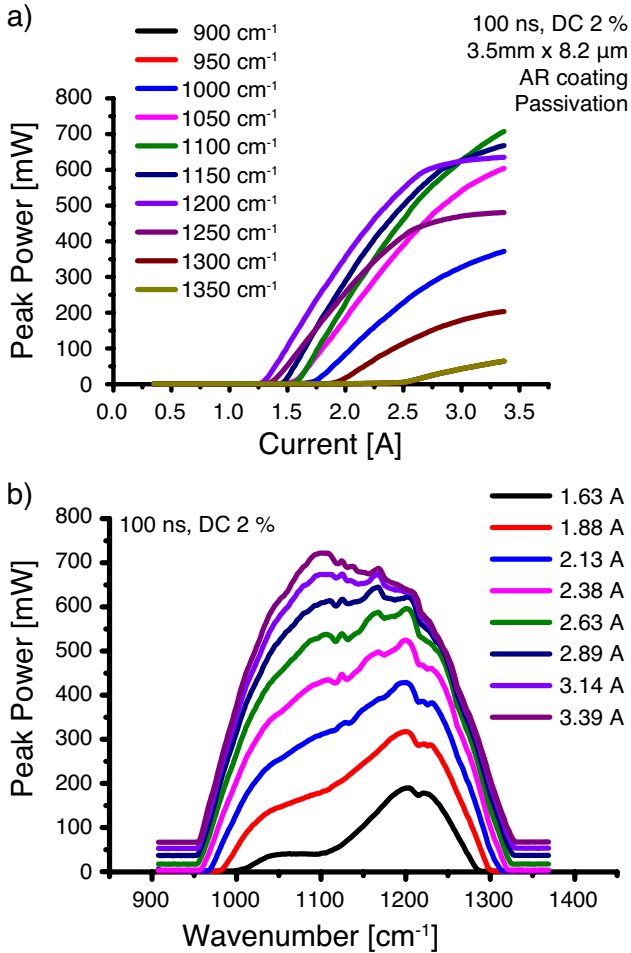 a)
900 cm-1
950 cm-1
1000 cm-1
1050 cm-1
1100 cm-1
1150 cm-1
1200 cm-1
1250 cm-1
1300 cm-1
1350 cm-1
100 ns, DC 2 %
3.5mm x 8.2 µm
AR coating
Passivation
800
700
600
500
400
300
200
100
0
Peak Power [mW]
0.0 0.5 1.0 1.5 2.0 2.5 3.0 3.5
Current [A]
b)
100 ns, DC 2 %
1.63 A
1.88 A
2.13 A
2.38 A
2.63 A
2.89 A
3.14 A
3.39 A
800
700
600
500
400
300
200
100
0
Peak Power [mW]
900 1000 1100 1200 1300 1400
Wavenumber [cm-1]